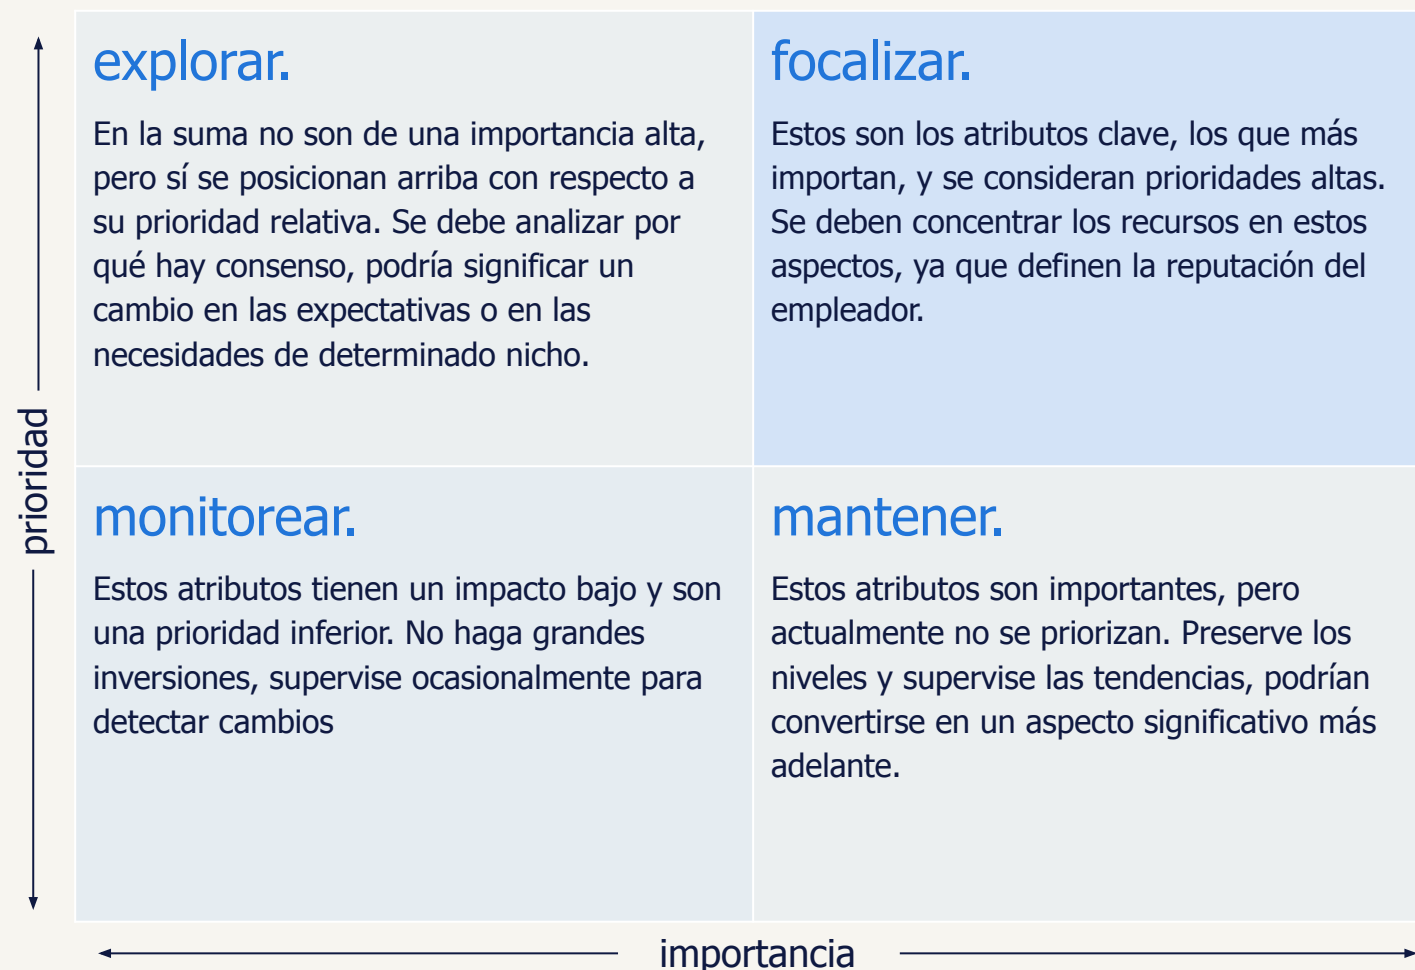 explorar.
En la suma no son de una importancia alta,
pero sí se posicionan arriba con respecto a
su prioridad relativa. Se debe analizar por
qué hay consenso, podría significar un
cambio en las expectativas o en las
necesidades de determinado nicho.
focalizar.
Estos son los atributos clave, los que más
importan, y se consideran prioridades altas.
Se deben concentrar los recursos en estos
aspectos, ya que definen la reputación del
empleador.
prioridad
monitorear.
Estos atributos tienen un impacto bajo y son
una prioridad inferior. No haga grandes
inversiones, supervise ocasionalmente para
detectar cambios
mantener.
Estos atributos son importantes, pero
actualmente no se priorizan. Preserve los
niveles y supervise las tendencias, podrían
convertirse en un aspecto significativo más
adelante.
importancia